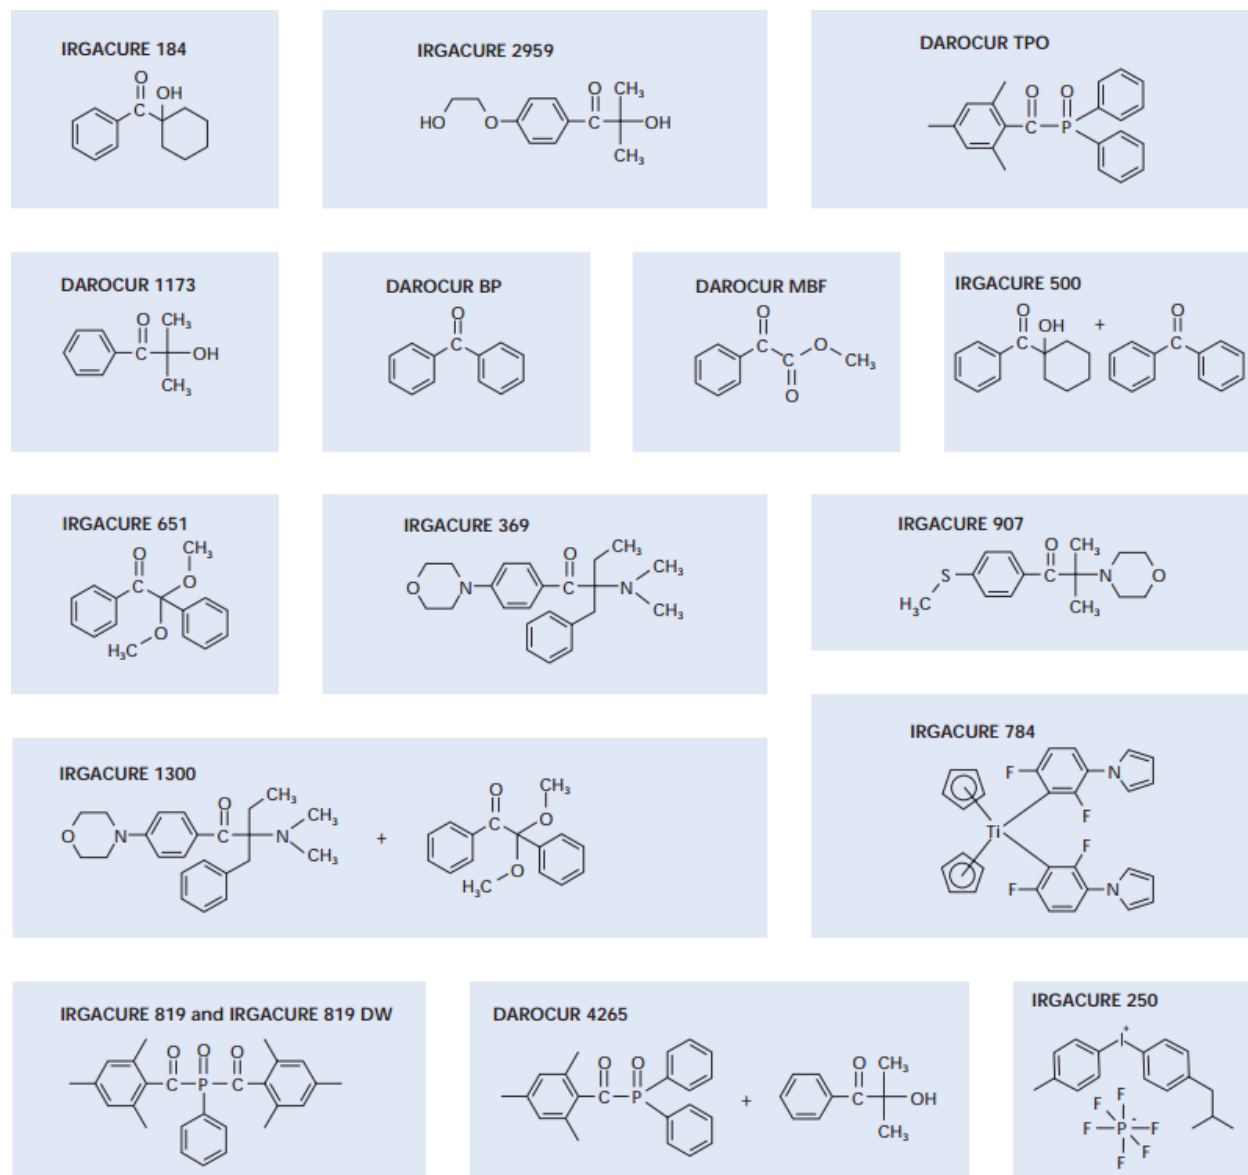 IRGACURE 184
O
OH
IRGACURE 2959
O CH₃
HO O C OH
CH₃
DAROCUR TPO
O O
C P
DAROCUR 1173
O CH₃
C OH
CH₃
DAROCUR BP
O
C
DAROCUR MBF
O
C O
C CH₃
O
IRGACURE 500
O OH + O
C C
IRGACURE 651
O CH₃
C O
O
H₃C
IRGACURE 369
O CH₃
CH₃
O N C N
CH₃
IRGACURE 907
O CH₃
S C N O
H₃C CH₃
IRGACURE 1300
O CH₃
CH₃
O N C N
CH₃
+
O CH₃
C O
O
H₃C
IRGACURE 784
F N
F
Ti
F
F N
IRGACURE 819 and IRGACURE 819 DW
O O O
C P C
DAROCUR 4265
O O
C P
+
O CH₃
C OH
CH₃
IRGACURE 250
I⁺
F F
F P⁻ F
F F